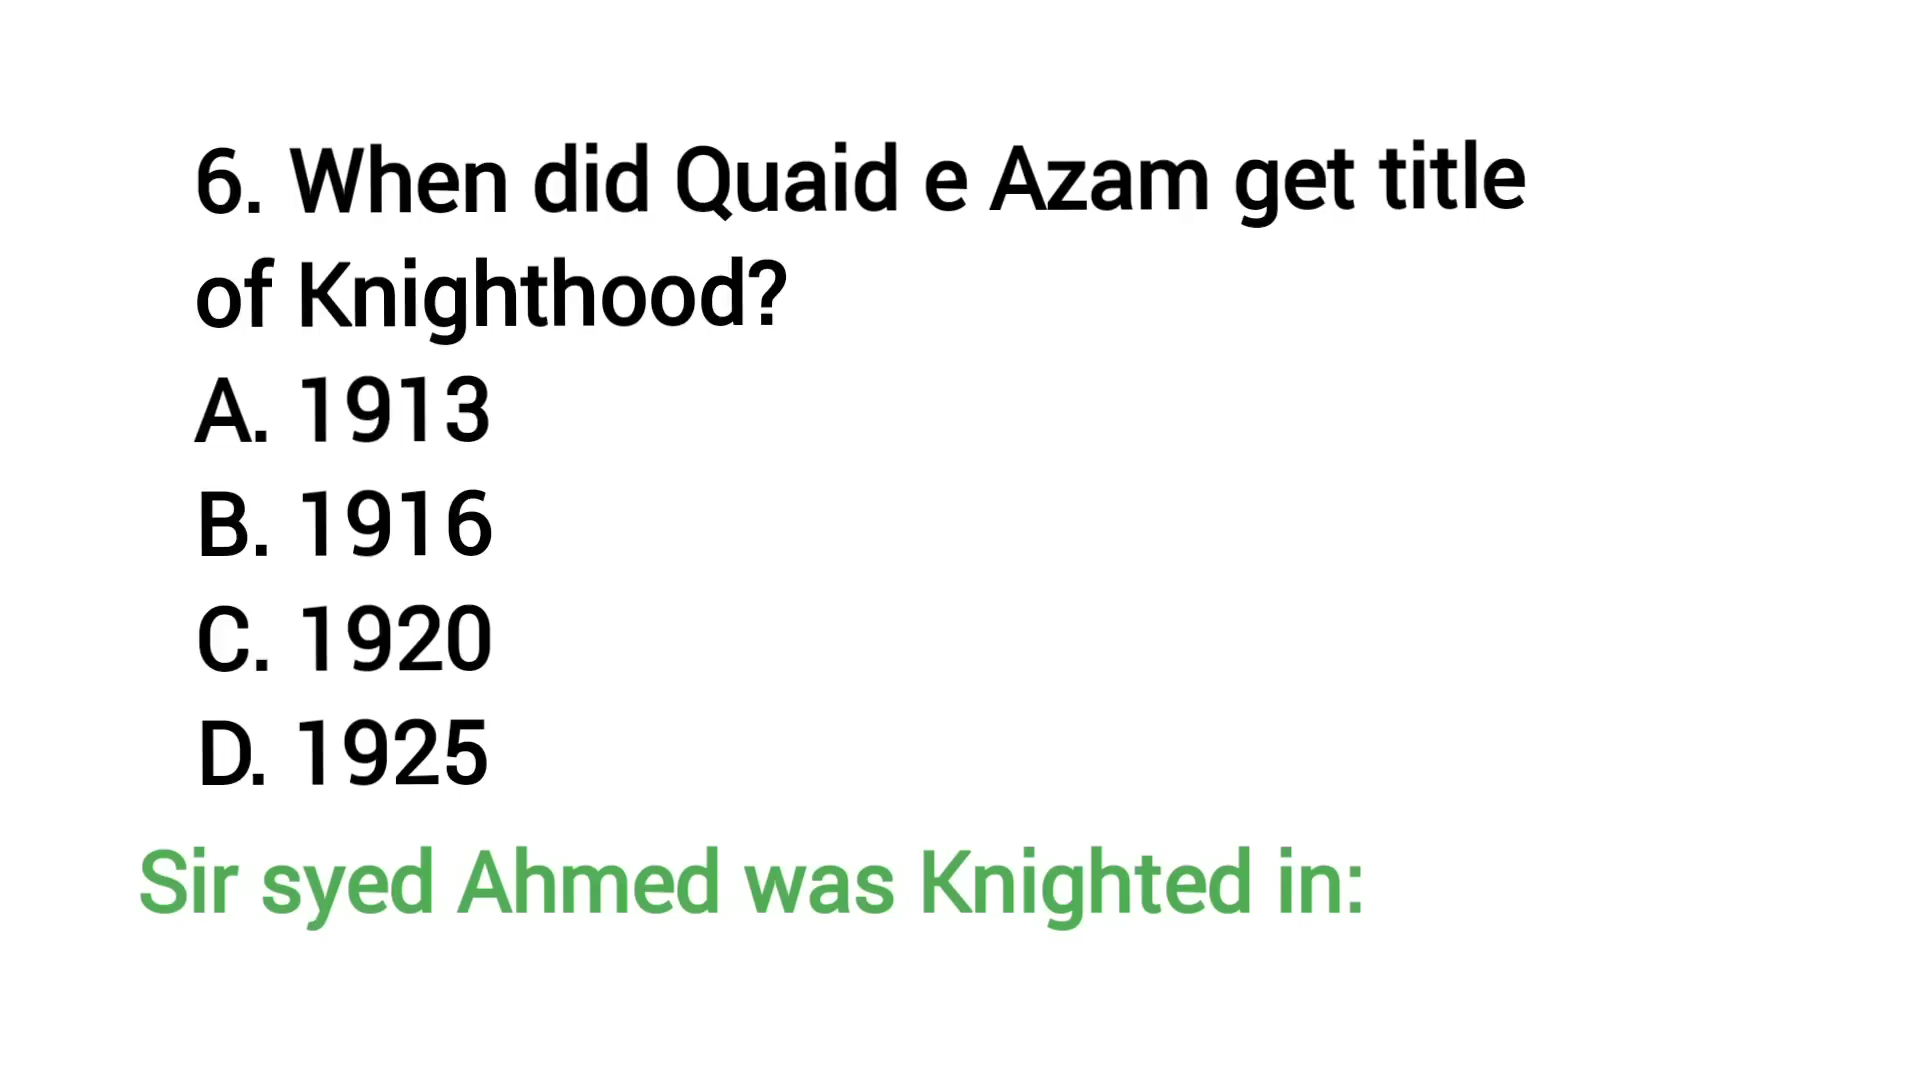 6. When did Quaid e Azam get title
of Knighthood?
A. 1913
B. 1916
C. 1920
D. 1925
Sir syed Ahmed was Knighted in: